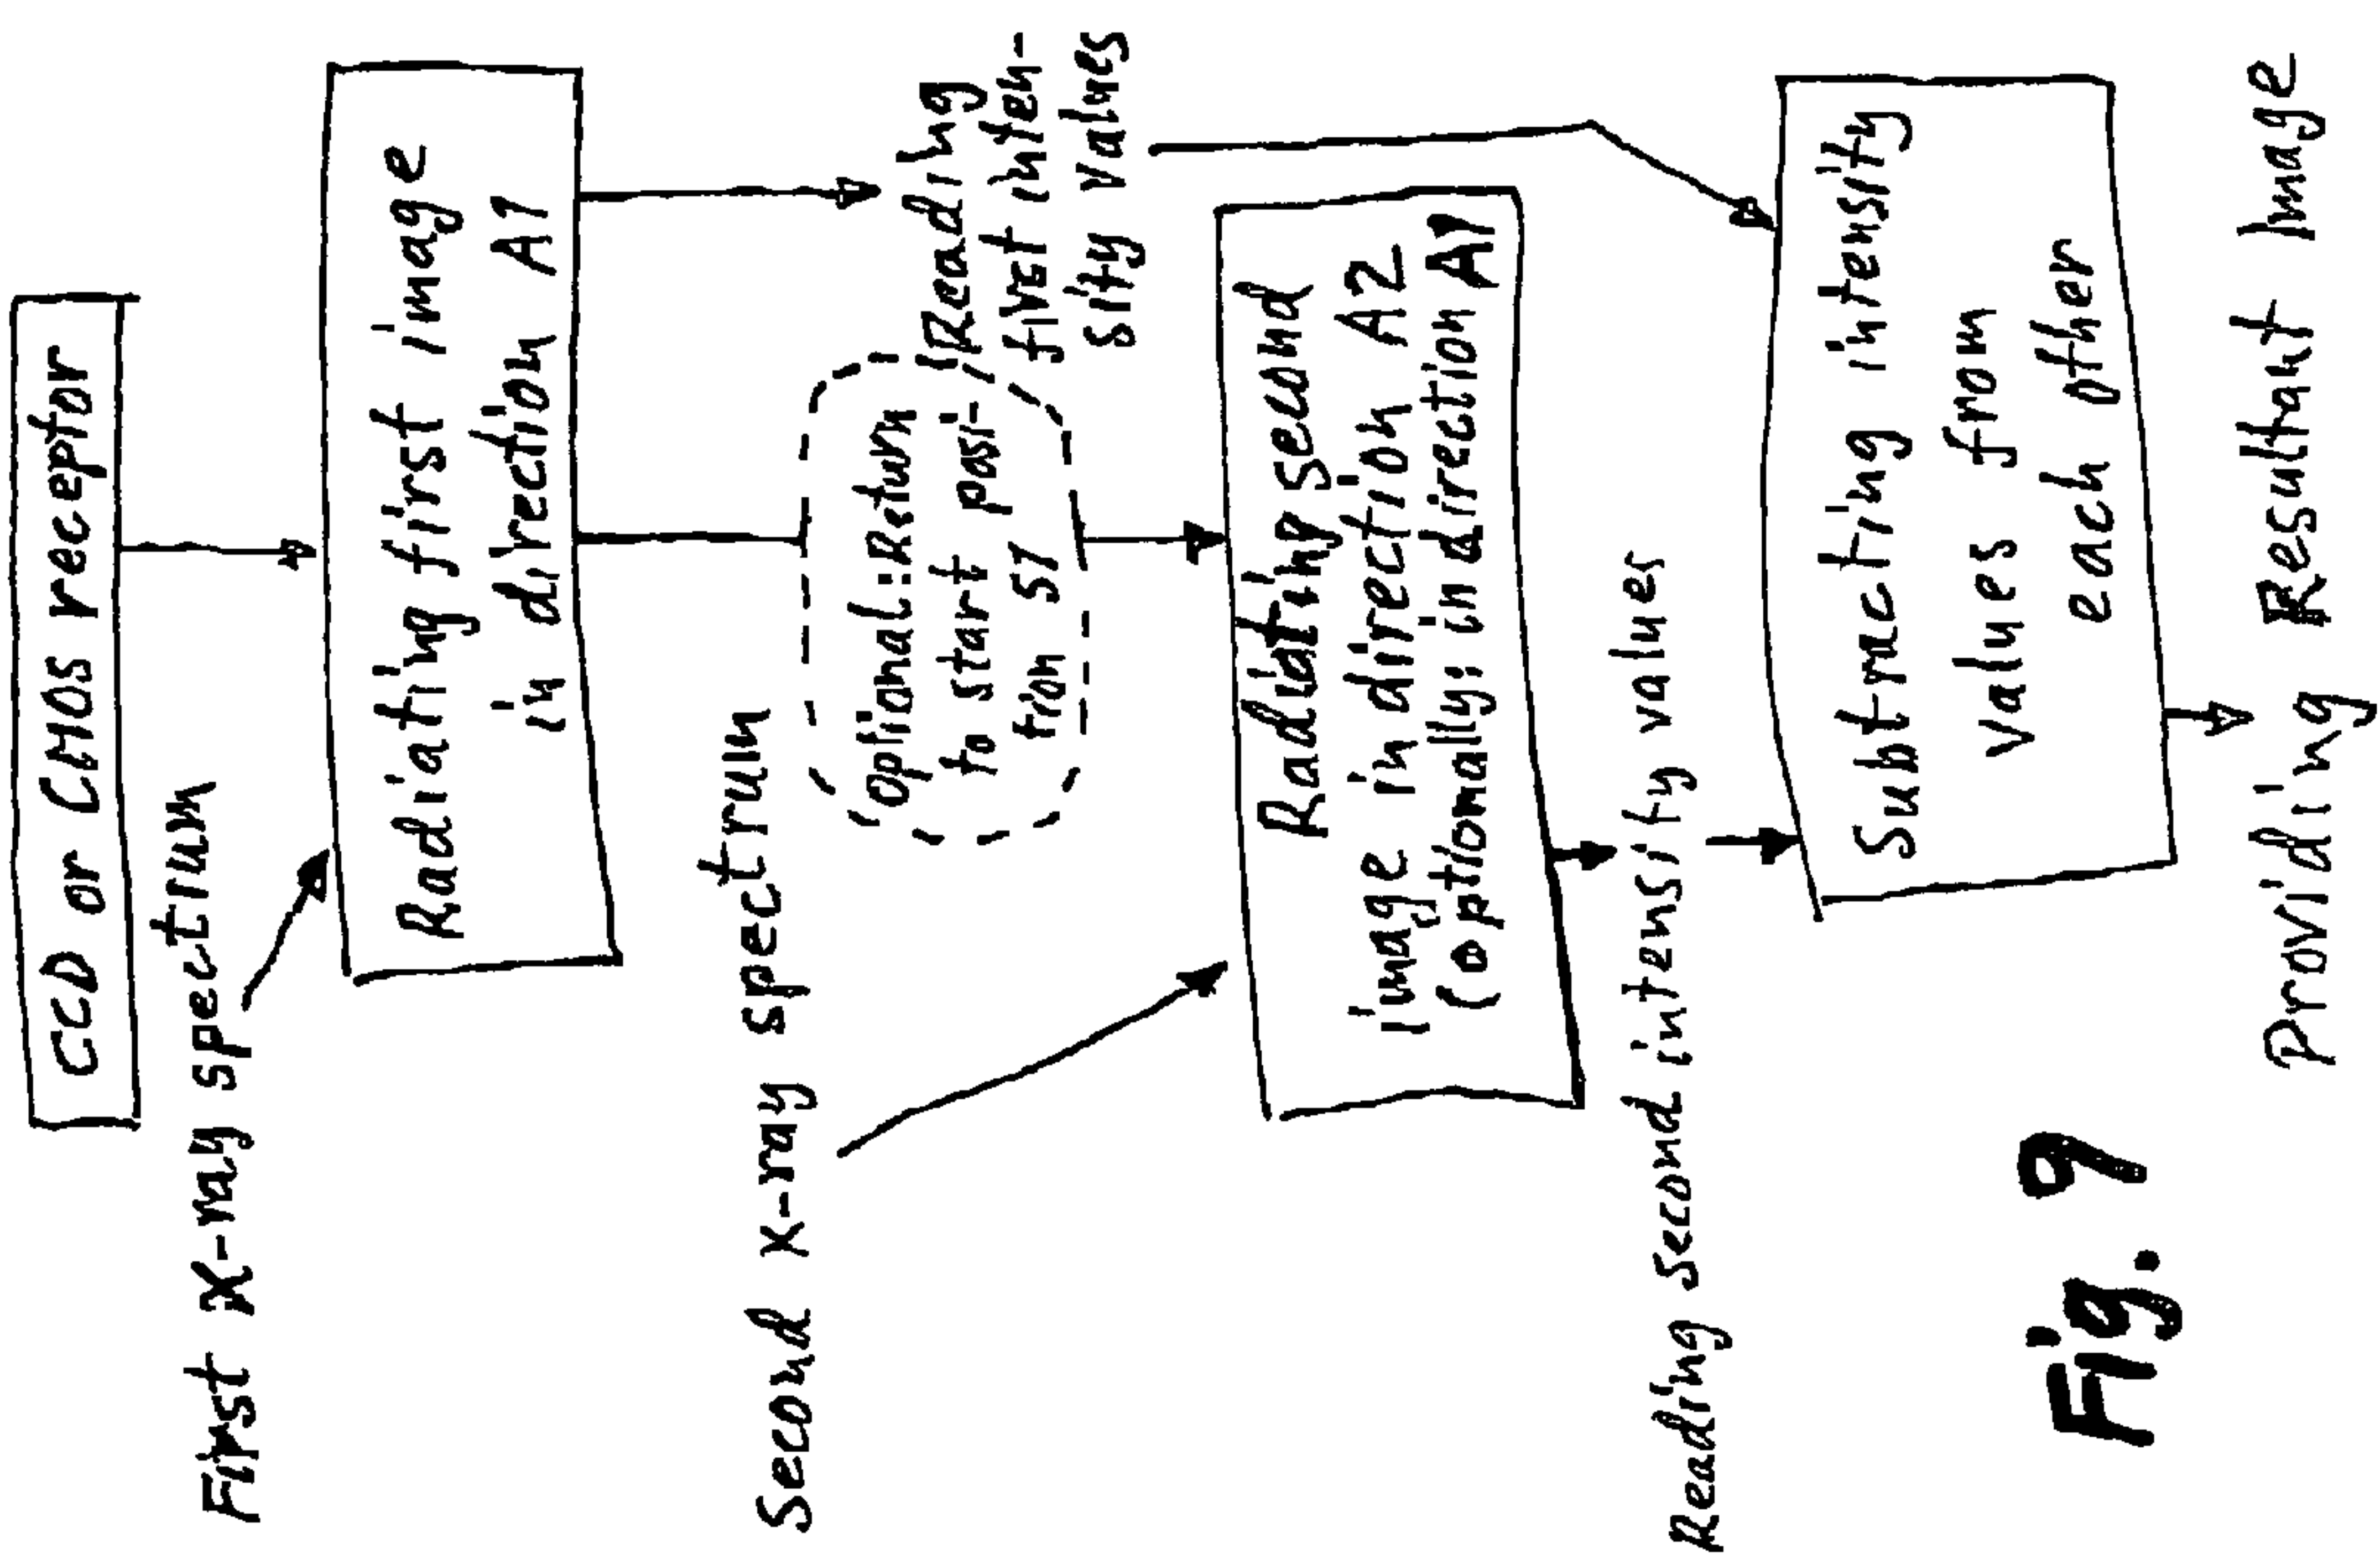 CCD or CMOS receptor
First X-ray spectrum
Radiating first image
in direction A1
Second X-ray spectrum
Optional: Return
to start posi-
tion S1
Reading
first inten-
sity values
Radiating second
image in direction A2
(optionally: in direction A1)
Reading second intensity values
Subtracting intensity
values from
each other
Providing Resultant Image
Fig. 9